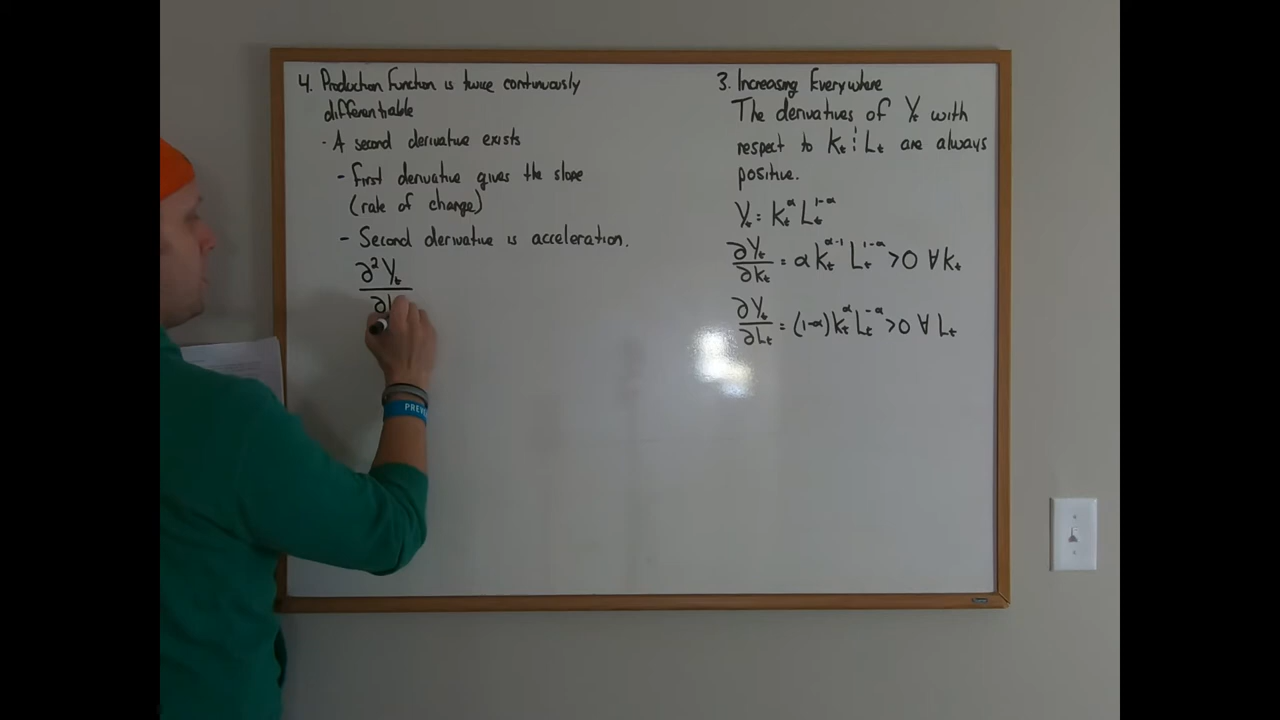 4. Production Function is twice continuously
differentiable
· A second derivative exists
- First derivative gives the slope
(rate of change)
- Second derivative is acceleration.
∂²Yₜ
∂
3. Increasing Everywhere
The derivatives of Yₜ with
respect to Kₜ & Lₜ are always
positive.
Yₜ = Kₜ^α Lₜ^1-α
∂Yₜ/∂Kₜ = αKₜ^α-1 Lₜ^1-α > 0 ∀ Kₜ
∂Yₜ/∂Lₜ = (1-α)Kₜ^α Lₜ^-α > 0 ∀ Lₜ
PREV